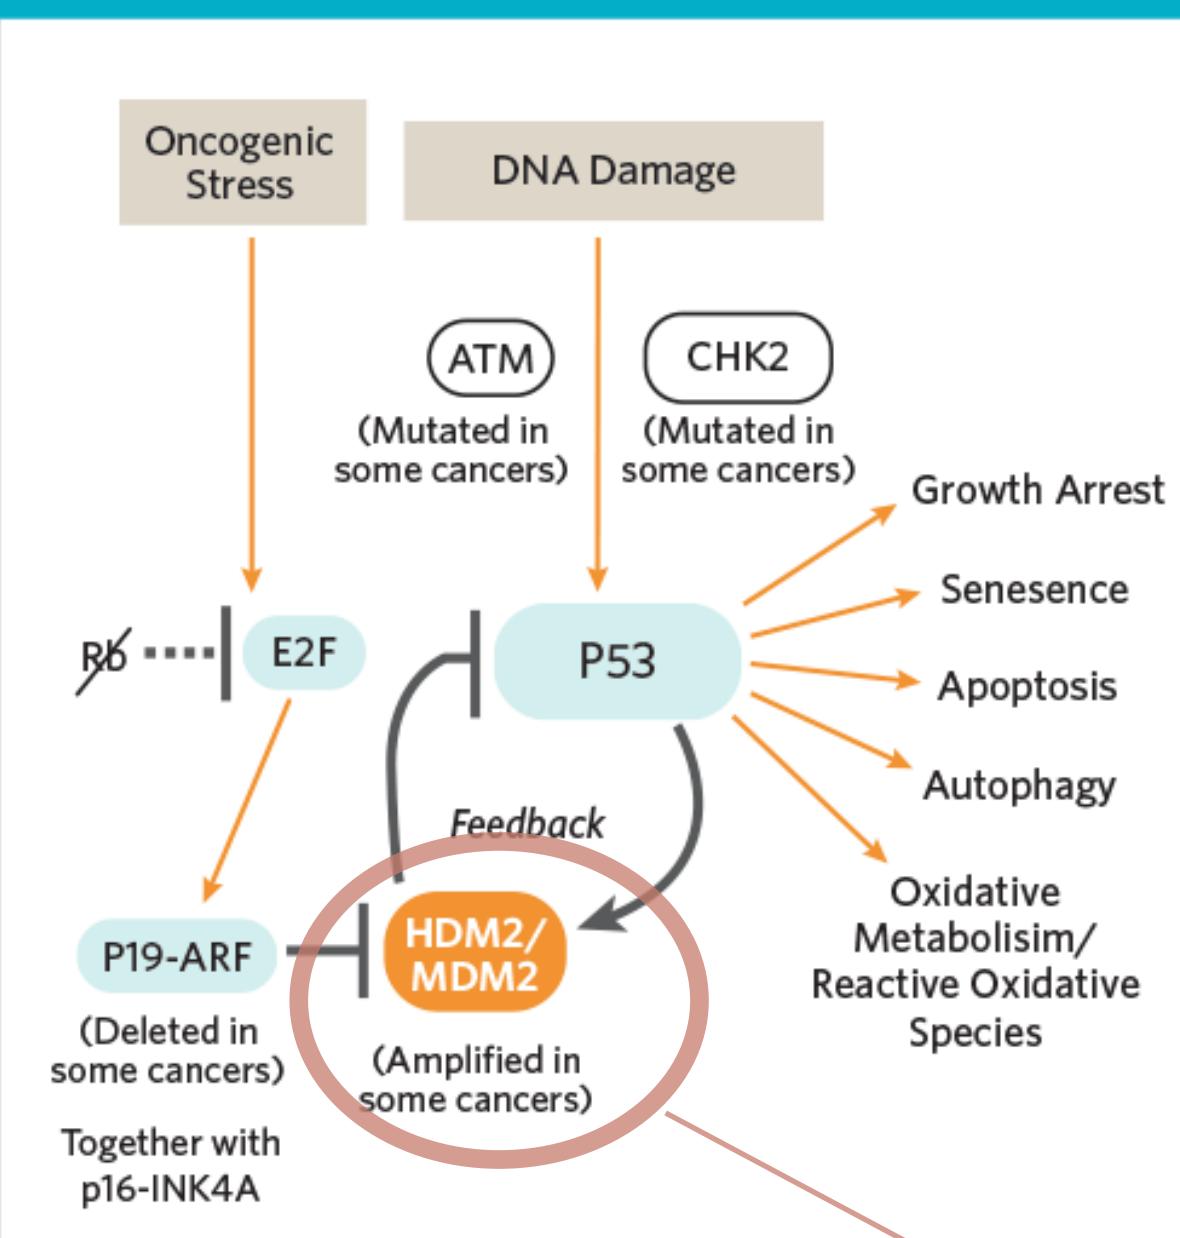 Oncogenic
Stress
DNA Damage
ATM
(Mutated in
some cancers)
CHK2
(Mutated in
some cancers)
Growth Arrest
Senesence
Apoptosis
Autophagy
Oxidative
Metabolisim/
Reactive Oxidative
Species
Rb
E2F
P53
Feedback
P19-ARF
(Deleted in
some cancers)
Together with
p16-INK4A
HDM2/
MDM2
(Amplified in
some cancers)